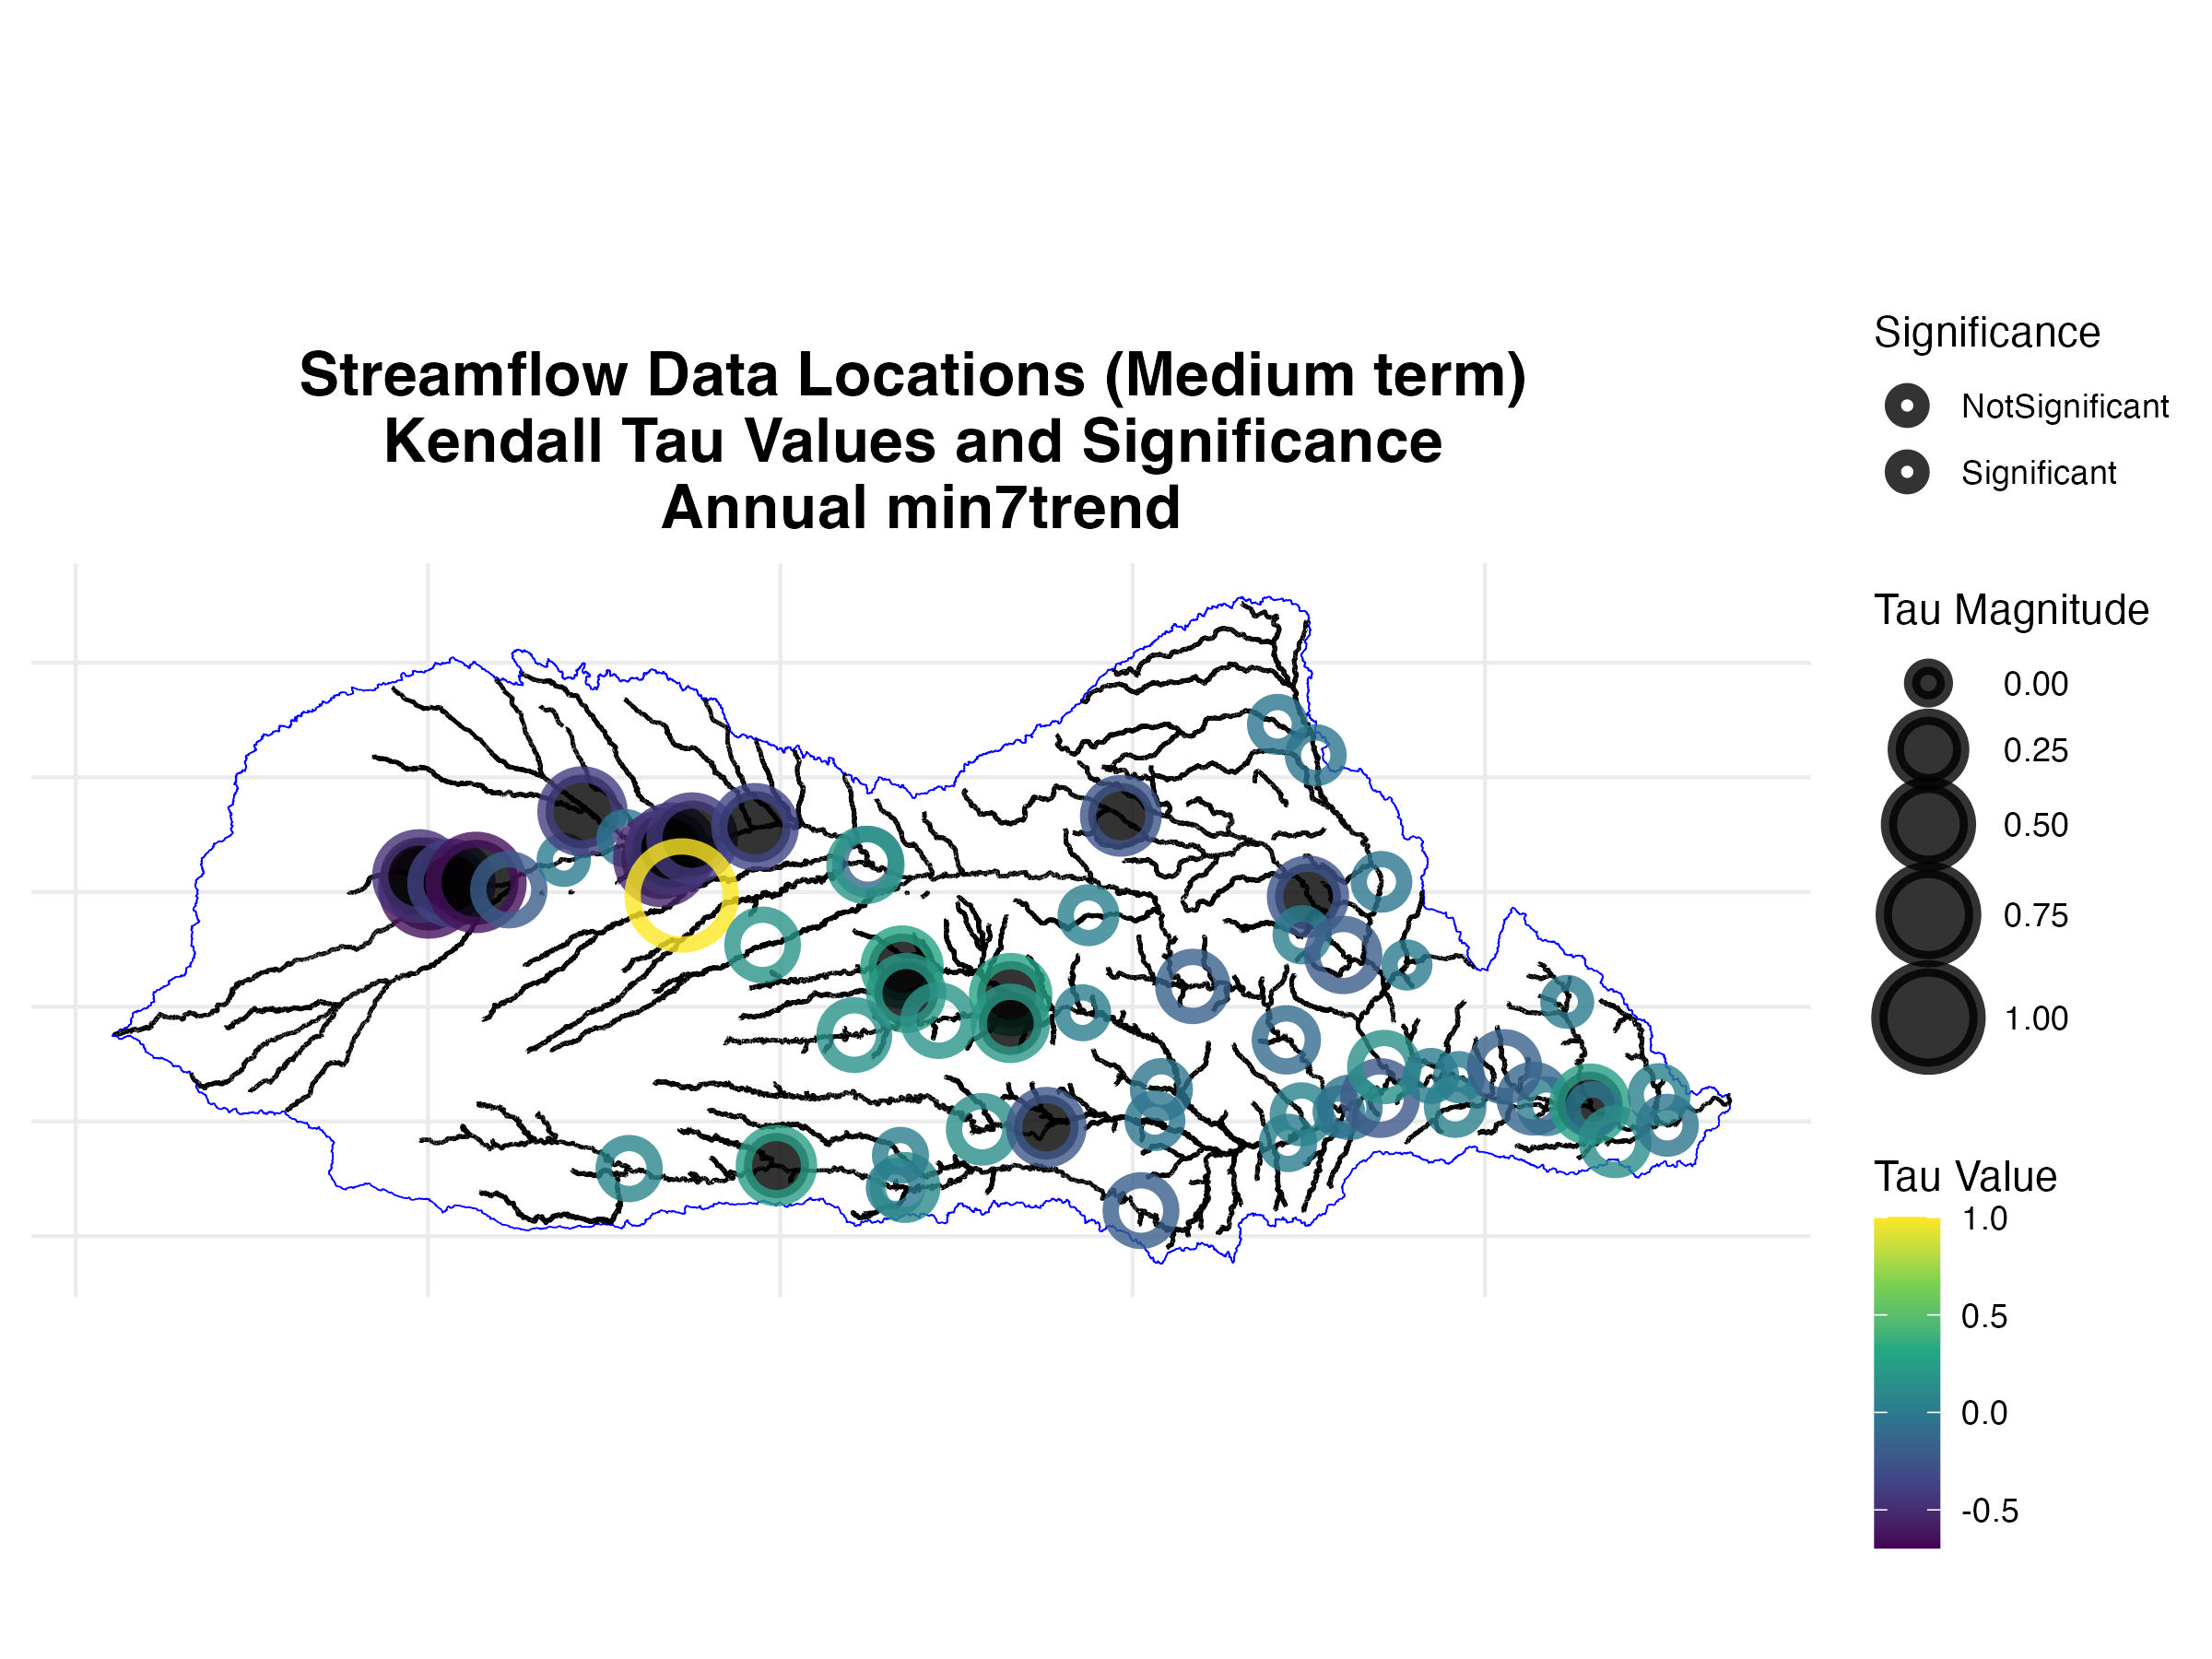 Streamflow Data Locations (Medium term)
Kendall Tau Values and Significance
Annual min7trend
Significance
NotSignificant
Significant
Tau Magnitude
0.00
0.25
0.50
0.75
1.00
Tau Value
1.0
0.5
0.0
-0.5